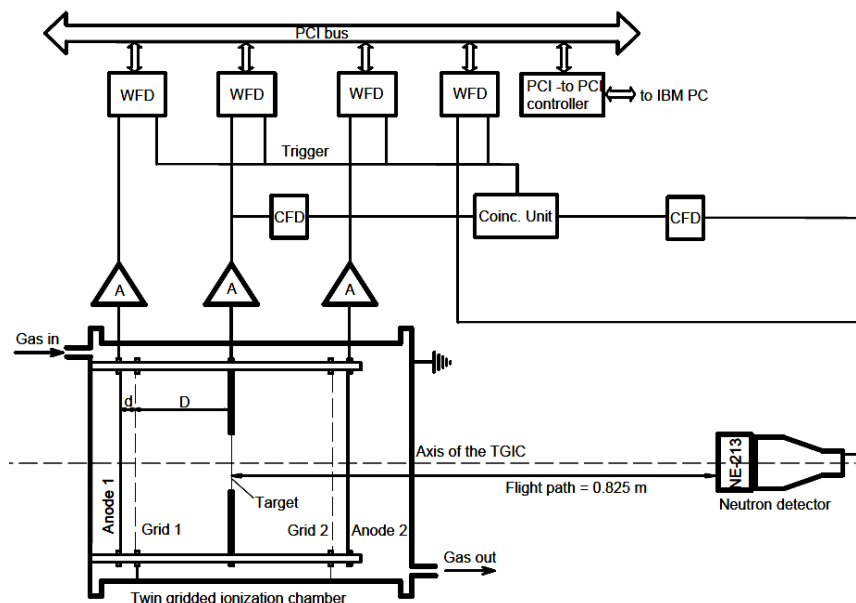 PCI bus
WFD
WFD
WFD
WFD
PCI -to PCI
controller
to IBM PC
Trigger
CFD
Coinc. Unit
CFD
A
A
A
Gas in
d
D
Axis of the TGIC
NE-213
Flight path = 0.825 m
Target
Anode 1
Grid 1
Grid 2
Anode 2
Neutron detector
Gas out
Twin gridded ionization chamber